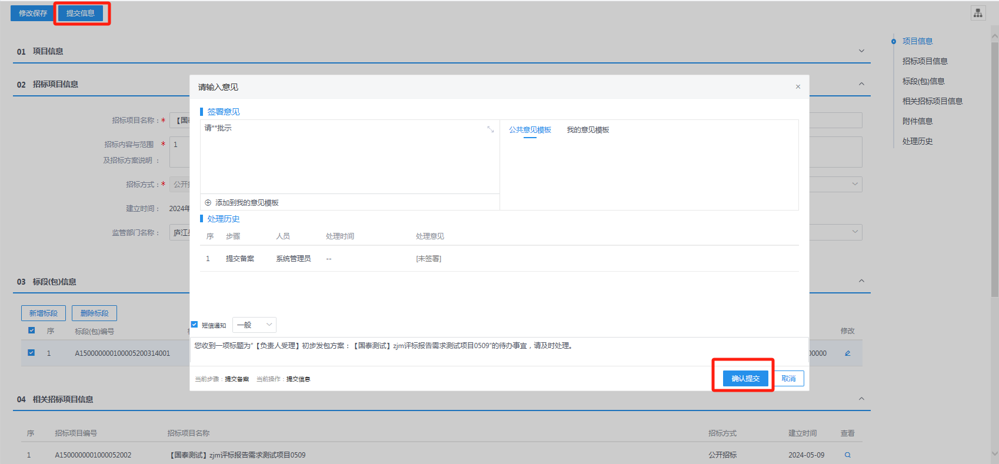 修改保存 提交信息
01 项目信息
02 招标项目信息
招标项目名称：* 【国
招标内容与范围 * 1
及招标方案说明 ：
招标方式：* 公开
建立时间： 2024年
监管部门名称： 庐江
03 标段(包)信息
新增标段 删除标段
序 标段(包)编号 修改
1 A150000000100005200314001 00000
04 相关招标项目信息
序 招标项目编号 招标项目名称 招标方式 建立时间 查看
1 A1500000001000052002 【国泰测试】zjm评标报告需求测试项目0509 公开招标 2024-05-09
请输入意见 ×
签署意见
请**批示
公共意见模板 我的意见模板
添加到我的意见模板
处理历史
序 步骤 人员 处理时间 处理意见
1 提交备案 系统管理员 -- [未签署]
短信通知 一般
您收到一项标题为“【负责人受理】初步发包方案：【国泰测试】zjm评标报告需求测试项目0509”的待办事宜，请及时处理。
当前步骤：提交备案 当前操作：提交信息
确认提交 取消
项目信息
招标项目信息
标段(包)信息
相关招标项目信息
附件信息
处理历史